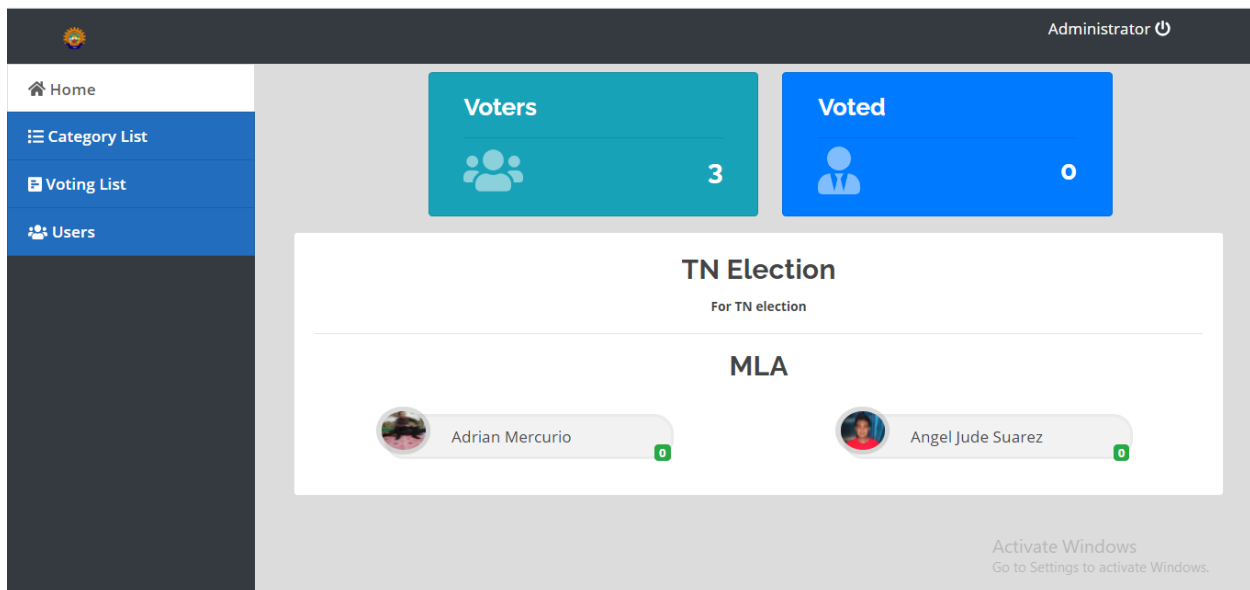 Administrator
Home
Category List
Voting List
Users
Voters
3
Voted
0
TN Election
For TN election
MLA
Adrian Mercurio
0
Angel Jude Suarez
0
Activate Windows
Go to Settings to activate Windows.